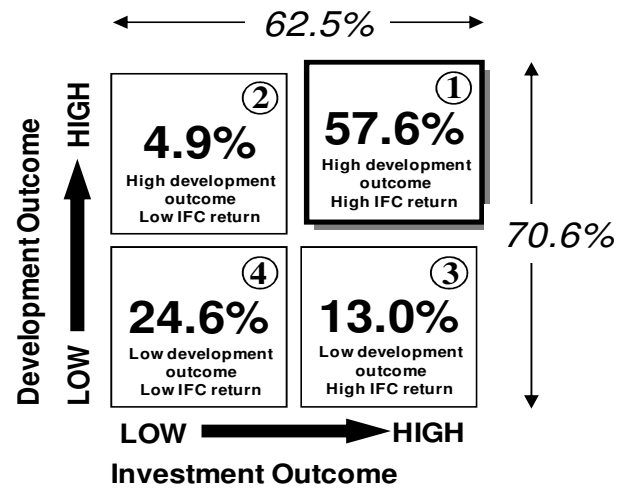 62.5%
②
4.9%
High development
outcome
Low IFC return
①
57.6%
High development
outcome
High IFC return
70.6%
④
24.6%
Low development
outcome
Low IFC return
③
13.0%
Low development
outcome
High IFC return
Development Outcome
HIGH
LOW
LOW
HIGH
Investment Outcome